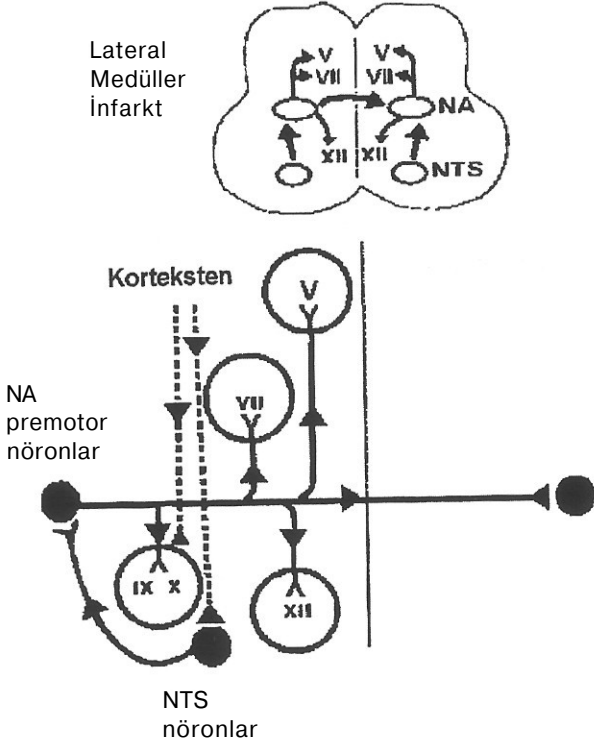 Lateral
Medüller
İnfarkt
V V
VII VII
NA
XII XII
NTS
Korteksten
V
VII
NA
premotor
nöronlar
IX X
XII
NTS
nöronlar